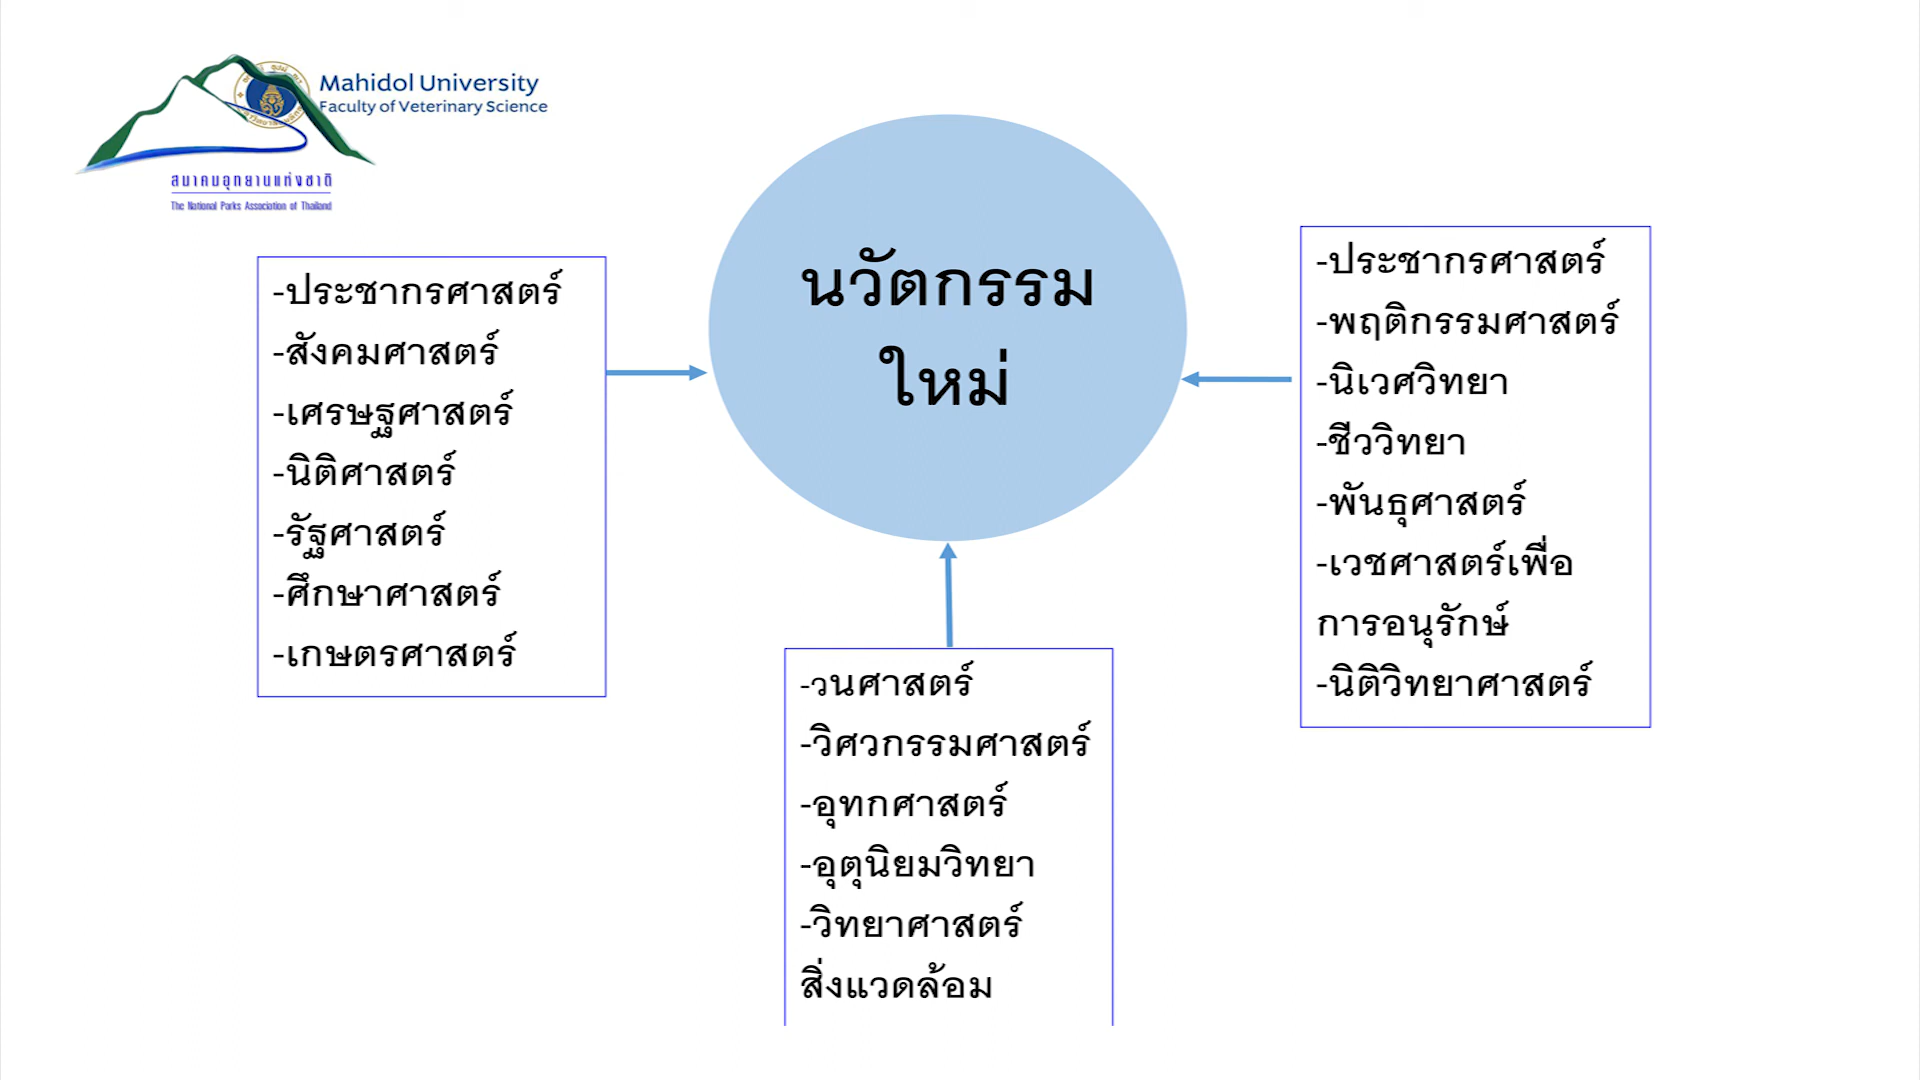 Mahidol University
Faculty of Veterinary Science
สมาคมอุทยานแห่งชาติ
The National Parks Association of Thailand
-ประชากรศาสตร์
-สังคมศาสตร์
-เศรษฐศาสตร์
-นิติศาสตร์
-รัฐศาสตร์
-ศึกษาศาสตร์
-เกษตรศาสตร์
นวัตกรรม
ใหม่
-วนศาสตร์
-วิศวกรรมศาสตร์
-อุทกศาสตร์
-อุตุนิยมวิทยา
-วิทยาศาสตร์
สิ่งแวดล้อม
-ประชากรศาสตร์
-พฤติกรรมศาสตร์
-นิเวศวิทยา
-ชีววิทยา
-พันธุศาสตร์
-เวชศาสตร์เพื่อ
การอนุรักษ์
-นิติวิทยาศาสตร์